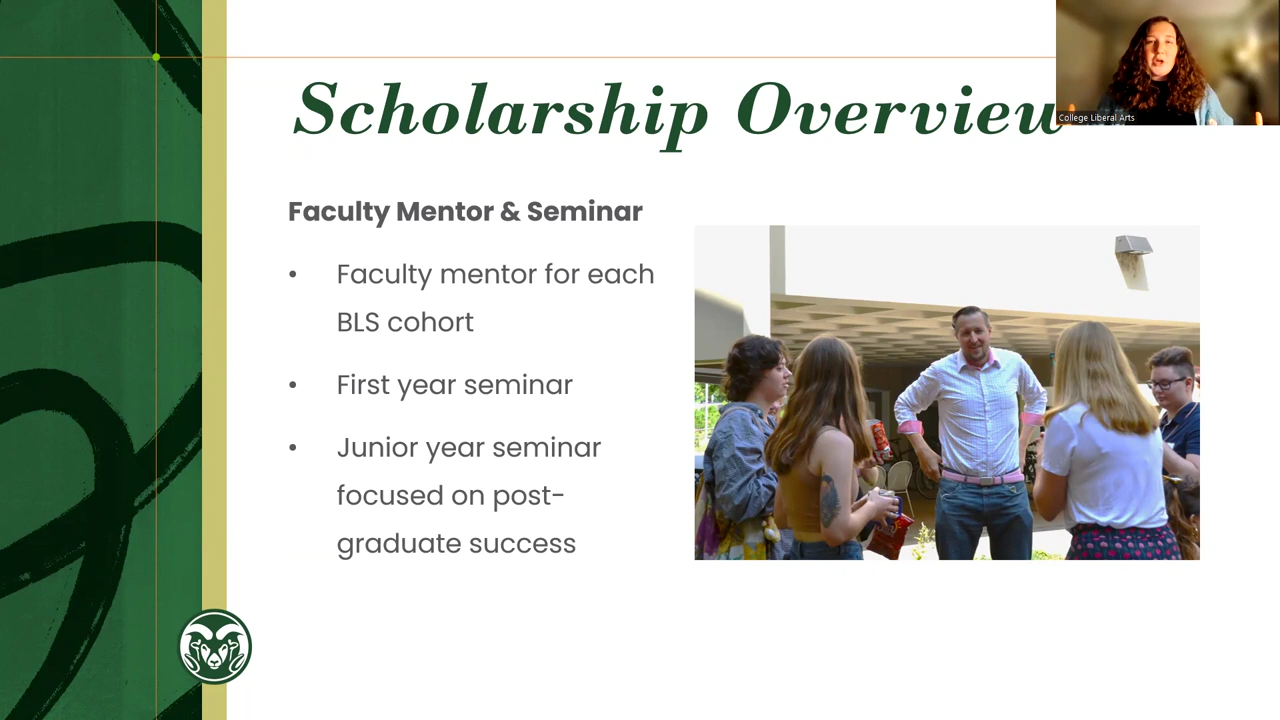 Scholarship Overview
College Liberal Arts
Faculty Mentor & Seminar
• Faculty mentor for each
BLS cohort
• First year seminar
• Junior year seminar
focused on post-
graduate success